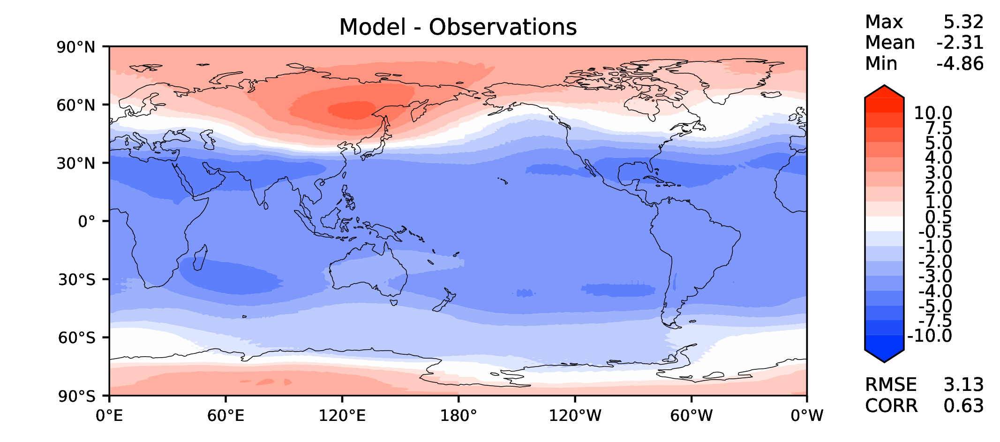 Model - Observations
Max 5.32
Mean -2.31
Min -4.86
90°N
60°N
30°N
0°
30°S
60°S
90°S
0°E 60°E 120°E 180° 120°W 60°W 0°W
10.0
7.5
5.0
4.0
3.0
2.0
1.0
0.5
-0.5
-1.0
-2.0
-3.0
-4.0
-5.0
-7.5
-10.0
RMSE 3.13
CORR 0.63